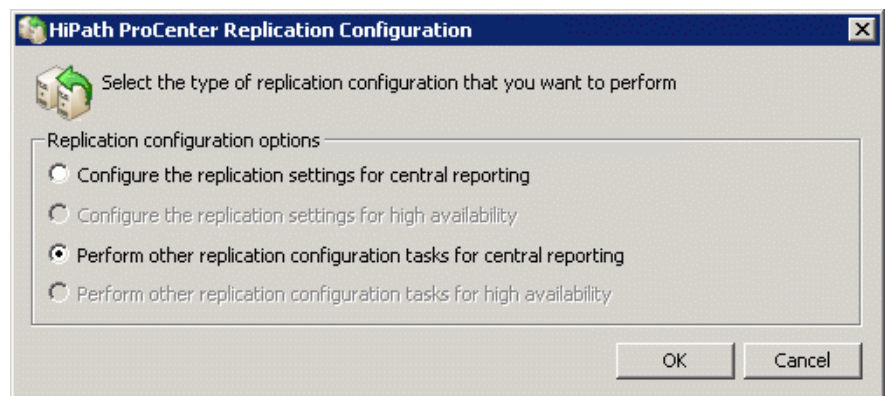 HiPath ProCenter Replication Configuration
Select the type of replication configuration that you want to perform
Replication configuration options
Configure the replication settings for central reporting
Configure the replication settings for high availability
Perform other replication configuration tasks for central reporting
Perform other replication configuration tasks for high availability
OK Cancel